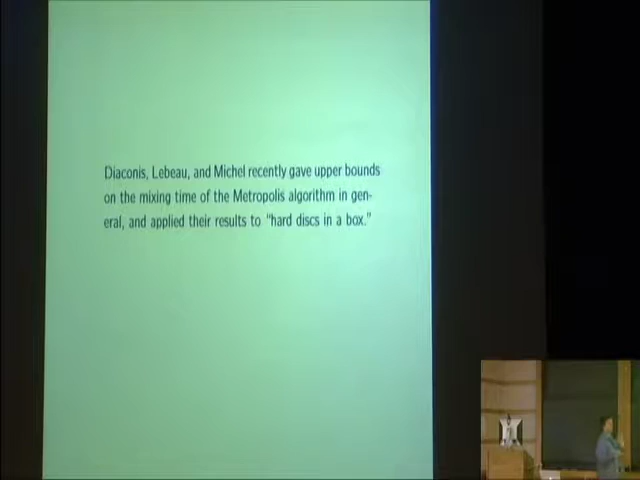 Diaconis, Lebeau, and Michel recently gave upper bounds
on the mixing time of the Metropolis algorithm in gen-
eral, and applied their results to "hard discs in a box."